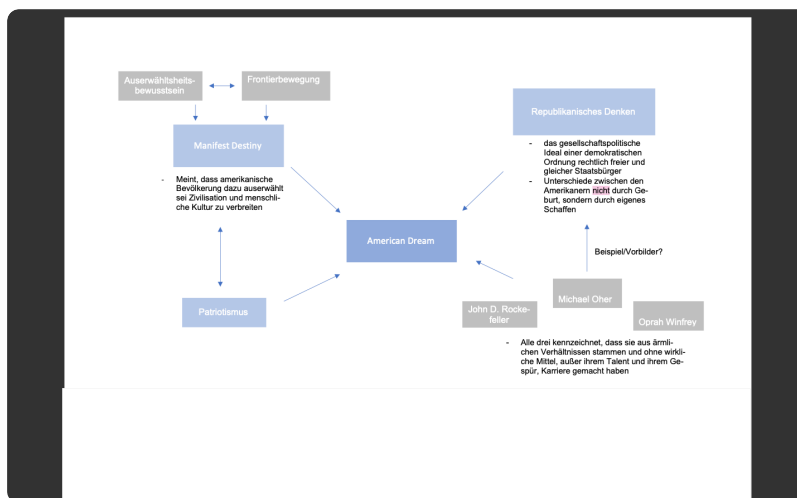 Auserwähltsheits-
bewusstsein
Frontierbewegung
Manifest Destiny
- Meint, dass amerikanische
Bevölkerung dazu auserwählt
sei Zivilisation und menschli-
che Kultur zu verbreiten
Patriotismus
American Dream
Republikanisches Denken
- das gesellschaftspolitische
Ideal einer demokratischen
Ordnung rechtlich freier und
gleicher Staatsbürger
- Unterschiede zwischen den
Amerikanern nicht durch Ge-
burt, sondern durch eigenes
Schaffen
Beispiel/Vorbilder?
John D. Rocke-
feller
Michael Oher
Oprah Winfrey
- Alle drei kennzeichnet, dass sie aus ärmli-
chen Verhältnissen stammen und ohne wirkli-
che Mittel, außer ihrem Talent und ihrem Ge-
spür, Karriere gemacht haben